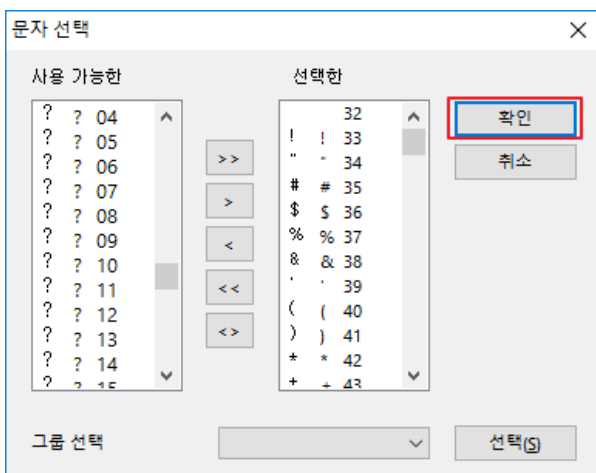 문자 선택
사용 가능한
선택한
? ? 04
? ? 05
? ? 06
? ? 07
? ? 08
? ? 09
? ? 10
? ? 11
? ? 12
? ? 13
? ? 14
? ? 15
>>
>
<
<<
<>
32
! ! 33
" " 34
# # 35
$ $ 36
% % 37
& & 38
' ' 39
( ( 40
) ) 41
* * 42
+ + 43
확인
취소
그룹 선택
선택(S)